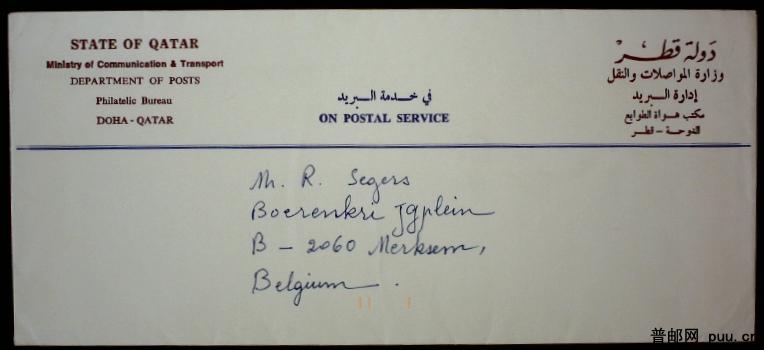 STATE OF QATAR
Ministry of Communication & Transport
DEPARTMENT OF POSTS
Philatelic Bureau
DOHA - QATAR
دولة قطر
وزارة المواصلات والنقل
إدارة البريد
مكتب هواة الطوابع
الدوحة - قطر
في خدمة البريد
ON POSTAL SERVICE
M. R. Segers
Boerenkrijgplein
B - 2060 Merksem,
Belgium.
普邮网 puu.cn